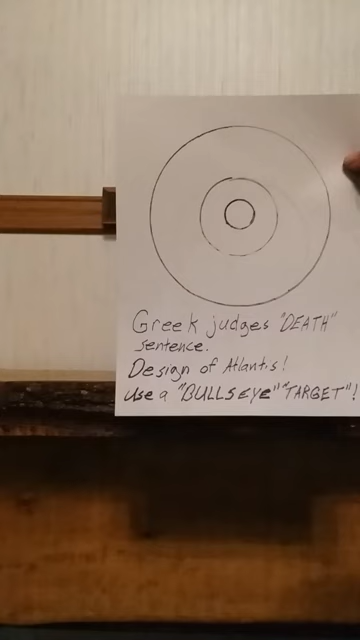 Greek judges "DEATH"
sentence.
Design of Atlantis!
use a "BULLSEYE" "TARGET"!